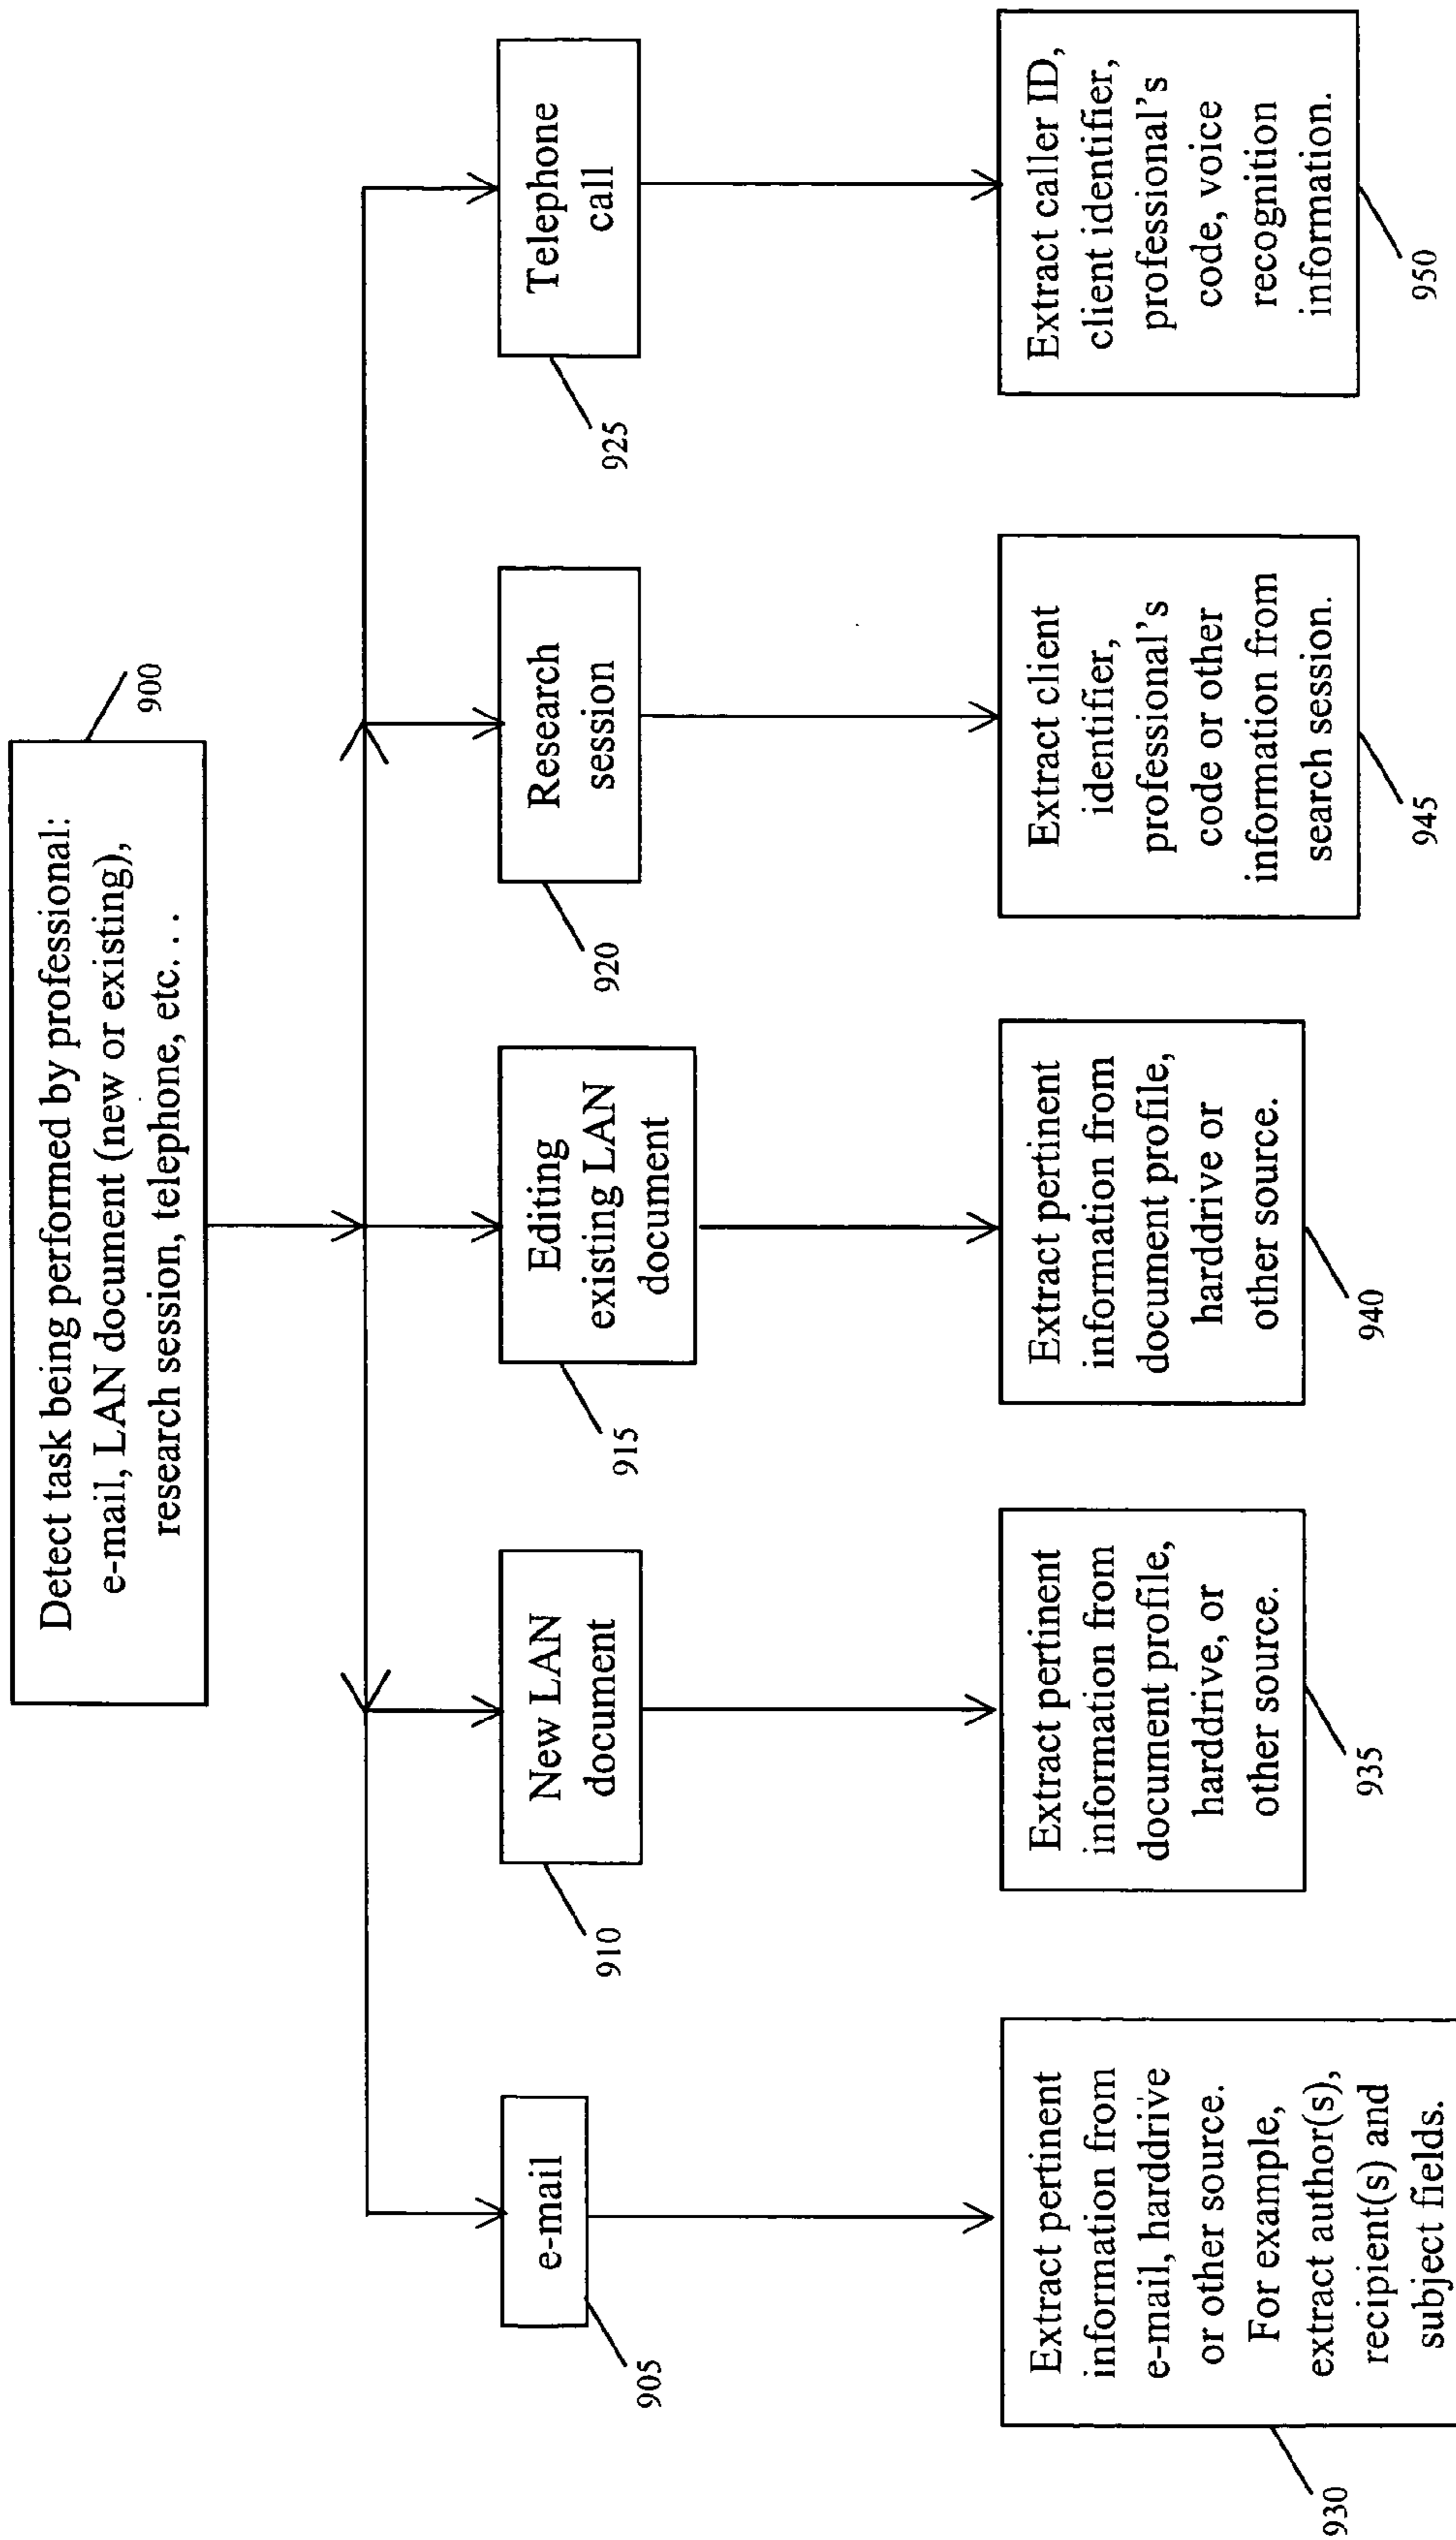 Detect task being performed by professional:
e-mail, LAN document (new or existing),
research session, telephone, etc. . .
900
e-mail
905
New LAN
document
910
Editing
existing LAN
document
915
Research
session
920
Telephone
call
925
Extract pertinent
information from
e-mail, harddrive
or other source.
For example,
extract author(s),
recipient(s) and
subject fields.
930
Extract pertinent
information from
document profile,
harddrive, or
other source.
935
Extract pertinent
information from
document profile,
harddrive or
other source.
940
Extract client
identifier,
professional's
code or other
information from
search session.
945
Extract caller ID,
client identifier,
professional's
code, voice
recognition
information.
950